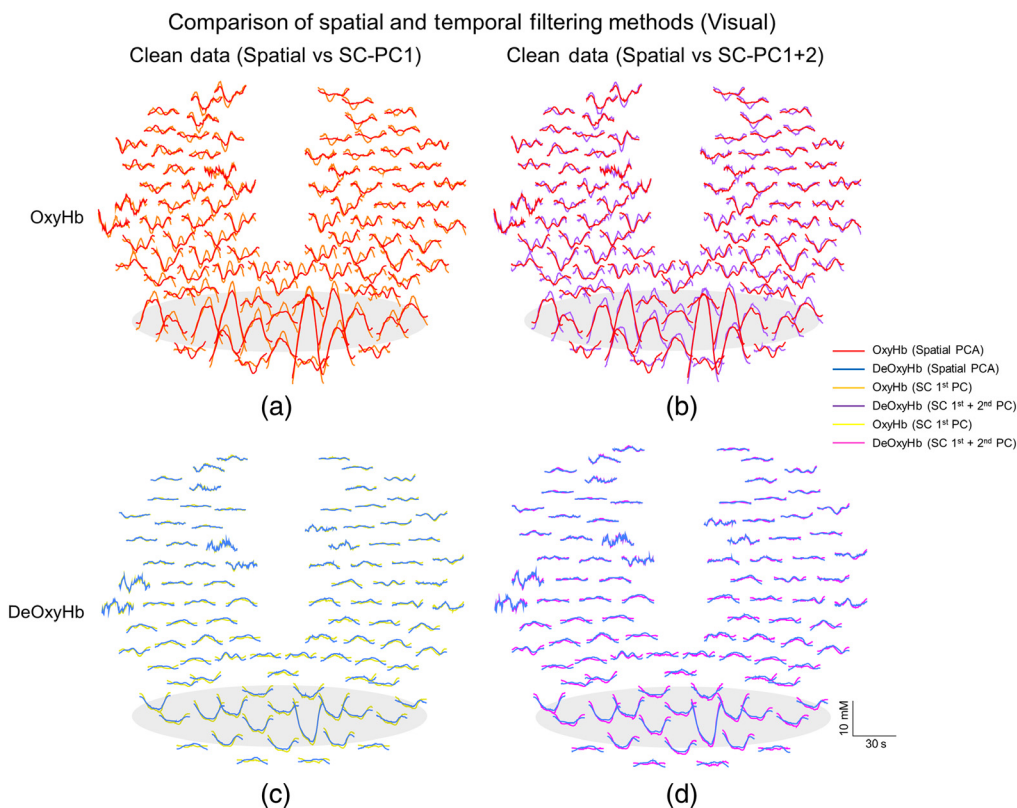 Comparison of spatial and temporal filtering methods (Visual)
Clean data (Spatial vs SC-PC1)
Clean data (Spatial vs SC-PC1+2)
OxyHb
(a)
(b)
OxyHb (Spatial PCA)
DeOxyHb (Spatial PCA)
OxyHb (SC 1st PC)
DeOxyHb (SC 1st + 2nd PC)
OxyHb (SC 1st PC)
DeOxyHb (SC 1st + 2nd PC)
DeOxyHb
10 mM
30 s
(c)
(d)